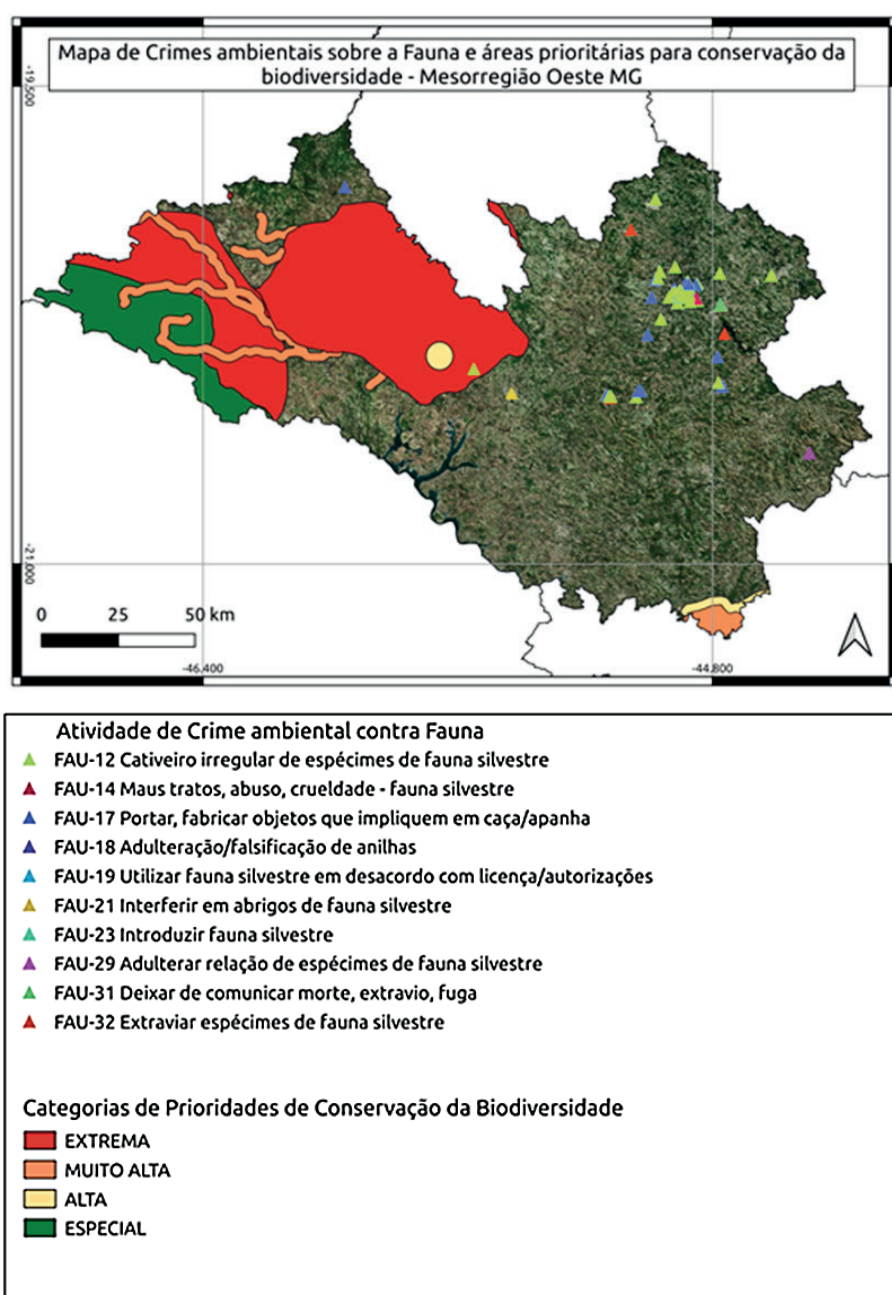 Mapa de Crimes ambientais sobre a Fauna e áreas prioritárias para conservação da
biodiversidade - Mesorregião Oeste MG
-19.500
-21.000
0 25 50 km
-46.400
-44.800
Atividade de Crime ambiental contra Fauna
FAU-12 Cativeiro irregular de espécimes de fauna silvestre
FAU-14 Maus tratos, abuso, crueldade - fauna silvestre
FAU-17 Portar, fabricar objetos que impliquem em caça/apanha
FAU-18 Adulteração/falsificação de anilhas
FAU-19 Utilizar fauna silvestre em desacordo com licença/autorizações
FAU-21 Interferir em abrigos de fauna silvestre
FAU-23 Introduzir fauna silvestre
FAU-29 Adulterar relação de espécimes de fauna silvestre
FAU-31 Deixar de comunicar morte, extravio, fuga
FAU-32 Extraviar espécimes de fauna silvestre
Categorias de Prioridades de Conservação da Biodiversidade
EXTREMA
MUITO ALTA
ALTA
ESPECIAL